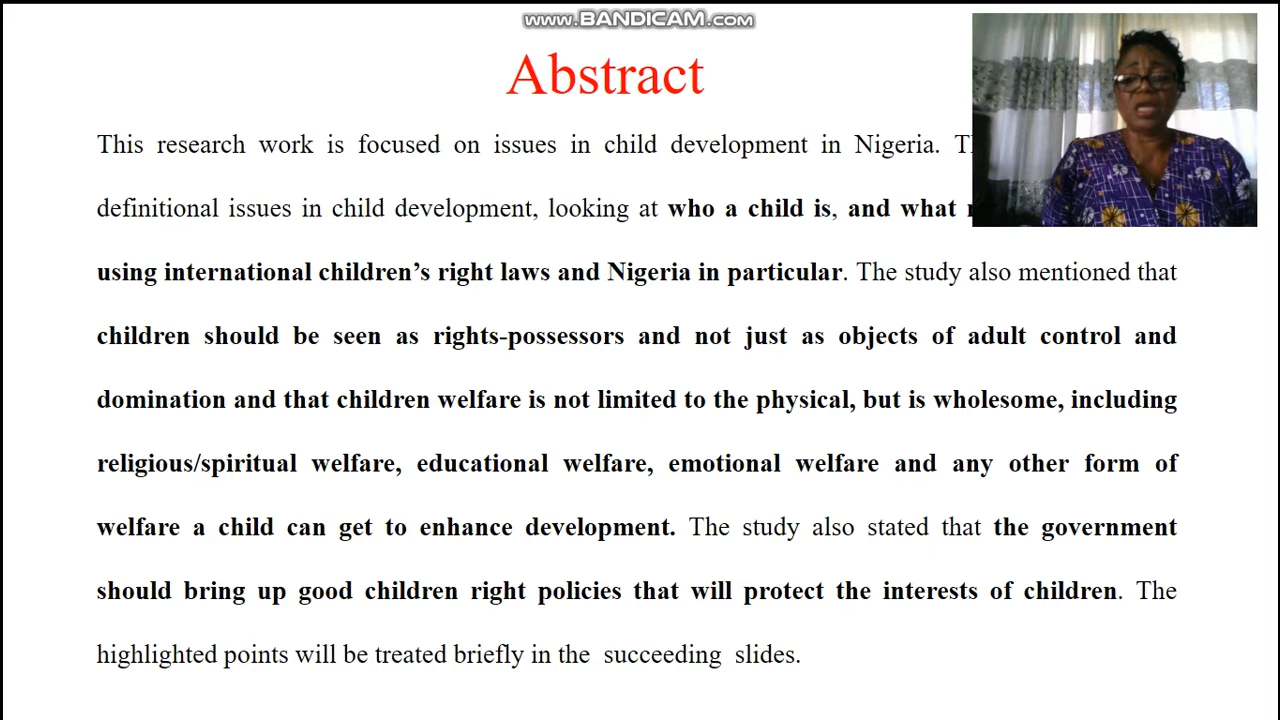 www.BANDICAM.com
Abstract
This research work is focused on issues in child development in Nigeria.
definitional issues in child development, looking at who a child is, and what
using international children’s right laws and Nigeria in particular. The study also mentioned that
children should be seen as rights-possessors and not just as objects of adult control and
domination and that children welfare is not limited to the physical, but is wholesome, including
religious/spiritual welfare, educational welfare, emotional welfare and any other form of
welfare a child can get to enhance development. The study also stated that the government
should bring up good children right policies that will protect the interests of children. The
highlighted points will be treated briefly in the succeeding slides.